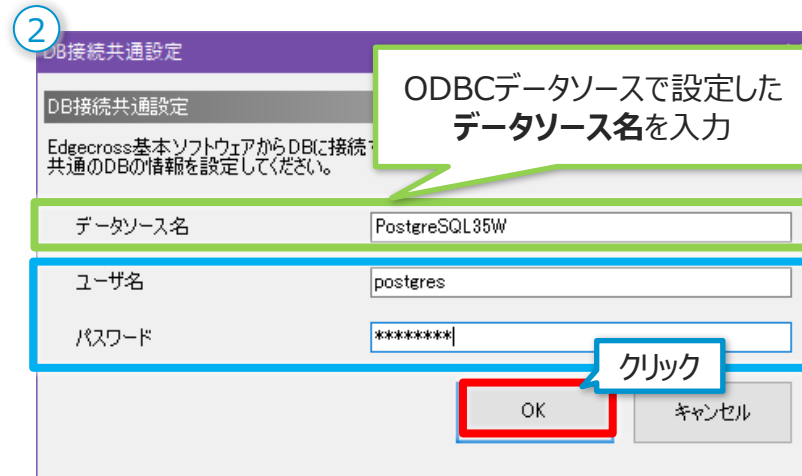 ②
DB接続共通設定
ODBCデータソースで設定した
データソース名を入力
DB接続共通設定
Edgecross基本ソフトウェアからDBに接続
共通のDBの情報を設定してください。
データソース名
PostgreSQL35W
ユーザ名
postgres
パスワード
********
クリック
OK
キャンセル